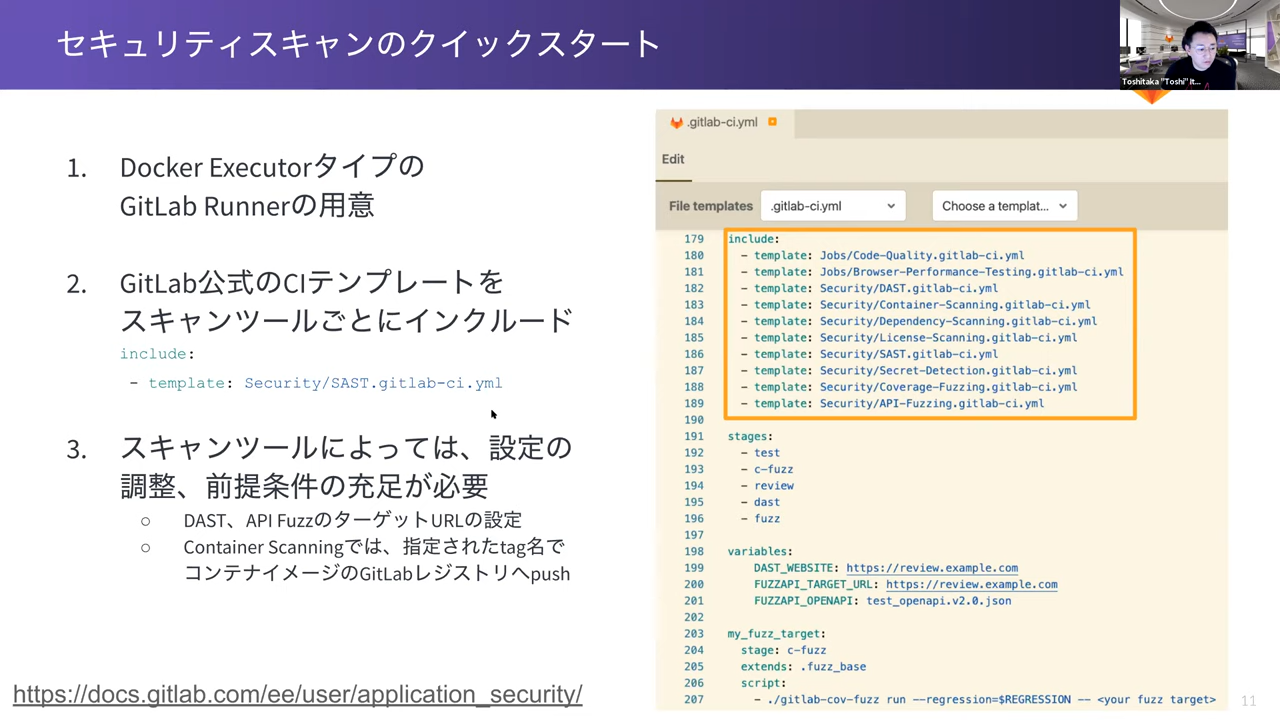 セキュリティスキャンのクイックスタート
Toshitaka "Toshi" It...
1. Docker Executorタイプの
GitLab Runnerの用意
2. GitLab公式のCIテンプレートを
スキャンツールごとにインクルード
include:
- template: Security/SAST.gitlab-ci.yml
3. スキャンツールによっては、設定の
調整、前提条件の充足が必要
○ DAST、API FuzzのターゲットURLの設定
○ Container Scanningでは、指定されたtag名で
コンテナイメージのGitLabレジストリへpush
https://docs.gitlab.com/ee/user/application_security/
.gitlab-ci.yml
Edit
File templates .gitlab-ci.yml Choose a templat...
179 include:
180 - template: Jobs/Code-Quality.gitlab-ci.yml
181 - template: Jobs/Browser-Performance-Testing.gitlab-ci.yml
182 - template: Security/DAST.gitlab-ci.yml
183 - template: Security/Container-Scanning.gitlab-ci.yml
184 - template: Security/Dependency-Scanning.gitlab-ci.yml
185 - template: Security/License-Scanning.gitlab-ci.yml
186 - template: Security/SAST.gitlab-ci.yml
187 - template: Security/Secret-Detection.gitlab-ci.yml
188 - template: Security/Coverage-Fuzzing.gitlab-ci.yml
189 - template: Security/API-Fuzzing.gitlab-ci.yml
190
191 stages:
192 - test
193 - c-fuzz
194 - review
195 - dast
196 - fuzz
197
198 variables:
199 DAST_WEBSITE: https://review.example.com
200 FUZZAPI_TARGET_URL: https://review.example.com
201 FUZZAPI_OPENAPI: test_openapi.v2.0.json
202
203 my_fuzz_target:
204 stage: c-fuzz
205 extends: .fuzz_base
206 script:
207 - ./gitlab-cov-fuzz run --regression=$REGRESSION -- <your fuzz target>
11